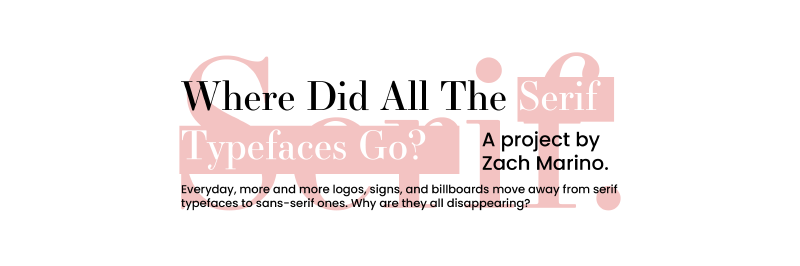 Serif.
Where Did All The Serif
Typefaces Go?
A project by
Zach Marino.
Everyday, more and more logos, signs, and billboards move away from serif
typefaces to sans-serif ones. Why are they all disappearing?